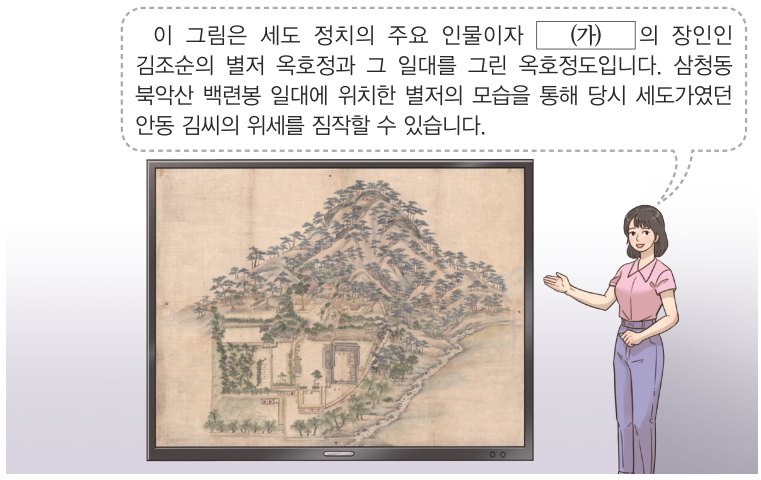 이 그림은 세도 정치의 주요 인물이자 (가) 의 장인인
김조순의 별저 옥호정과 그 일대를 그린 옥호정도입니다. 삼청동
북악산 백련봉 일대에 위치한 별저의 모습을 통해 당시 세도가였던
안동 김씨의 위세를 짐작할 수 있습니다.